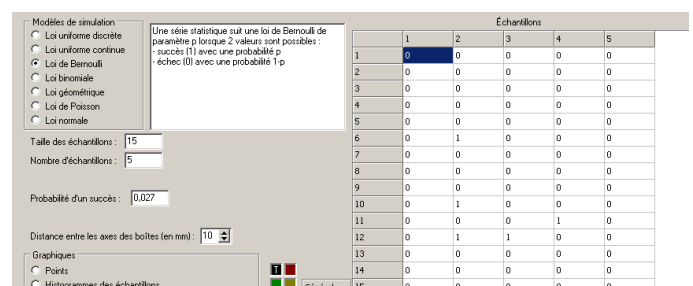 Modèles de simulation
Loi uniforme discrète
Loi uniforme continue
Loi de Bernoulli
Loi binomiale
Loi géométrique
Loi de Poisson
Loi normale
Une série statistique suit une loi de Bernoulli de
paramètre p lorsque 2 valeurs sont possibles :
- succès (1) avec une probabilité p
- échec (0) avec une probabilité 1-p
Taille des échantillons : 15
Nombre d'échantillons : 5
Probabilité d'un succès : 0,027
Distance entre les axes des boîtes (en mm) : 10
Graphiques
Points
Histogrammes des échantillons
T
Échantillons
1 2 3 4 5
1 0 0 0 0 0
2 0 0 0 0 0
3 0 0 0 0 0
4 0 0 0 0 0
5 0 0 0 0 0
6 0 1 0 0 0
7 0 0 0 0 0
8 0 0 0 0 0
9 0 0 0 0 0
10 0 1 0 0 0
11 0 0 0 1 0
12 0 1 1 0 0
13 0 0 0 0 0
14 0 0 0 0 0